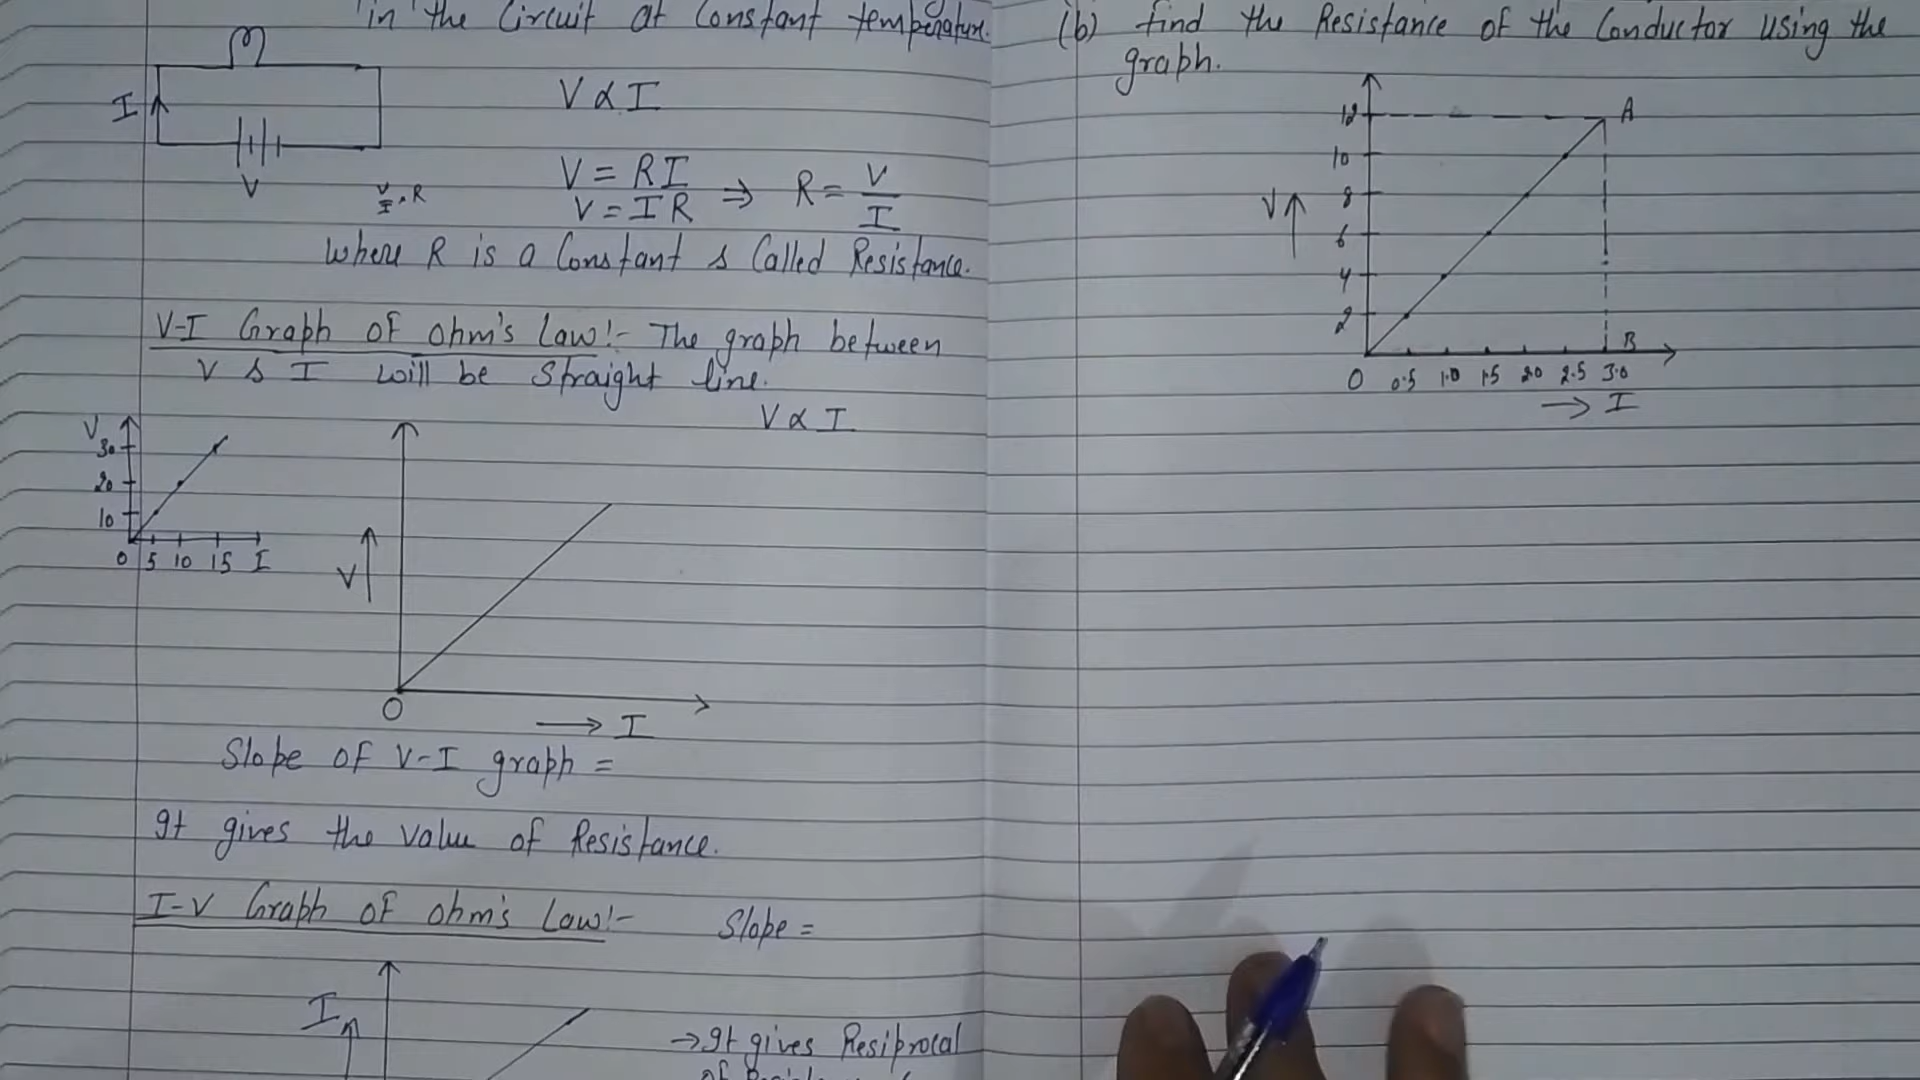 in the Circuit at Constant temperature.
I
V ∝ I
V = RI ⇒ R = V/I
V = IR
V
V/I = R
Where R is a Constant & Called Resistance.
V-I Graph of Ohm's Law:- The graph between
V & I will be Straight line.
V ∝ I
V
30
20
10
0 5 10 15 I
V
O
→ I
Slope of V-I graph =
It gives the value of Resistance.
I-V Graph of Ohm's Law:- Slope =
I
→ It gives Resiprocal
(b) find the Resistance of the Conductor using the
graph.
12 A
10
V 8
6
4
2
B
0 0.5 1.0 1.5 2.0 2.5 3.0
→ I